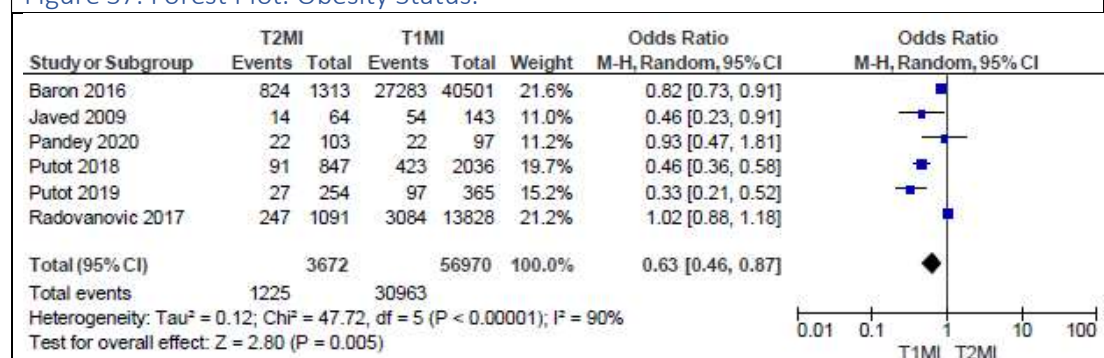 Figure 37: Forest Plot: Obesity Status.
T2MI T1MI Odds Ratio Odds Ratio
Study or Subgroup Events Total Events Total Weight M-H, Random, 95% CI M-H, Random, 95% CI
Baron 2016 824 1313 27283 40501 21.6% 0.82 [0.73, 0.91]
Javed 2009 14 64 54 143 11.0% 0.46 [0.23, 0.91]
Pandey 2020 22 103 22 97 11.2% 0.93 [0.47, 1.81]
Putot 2018 91 847 423 2036 19.7% 0.46 [0.36, 0.58]
Putot 2019 27 254 97 365 15.2% 0.33 [0.21, 0.52]
Radovanovic 2017 247 1091 3084 13828 21.2% 1.02 [0.88, 1.18]
Total (95% CI) 3672 56970 100.0% 0.63 [0.46, 0.87]
Total events 1225 30963
Heterogeneity: Tau² = 0.12; Chi² = 47.72, df = 5 (P < 0.00001); I² = 90%
Test for overall effect: Z = 2.80 (P = 0.005)
0.01 0.1 1 10 100
T1MI T2MI